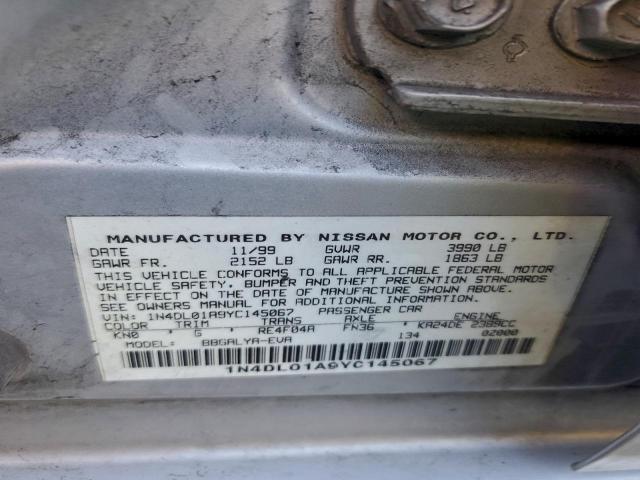 MANUFACTURED BY NISSAN MOTOR CO., LTD.
DATE 11/99 GVWR 3990 LB
GAWR FR. 2152 LB GAWR RR. 1863 LB
THIS VEHICLE CONFORMS TO ALL APPLICABLE FEDERAL MOTOR
VEHICLE SAFETY, BUMPER AND THEFT PREVENTION STANDARDS
IN EFFECT ON THE DATE OF MANUFACTURE SHOWN ABOVE.
SEE OWNERS MANUAL FOR ADDITIONAL INFORMATION.
VIN: 1N4DL01A9YC145067 PASSENGER CAR
COLOR TRIM TRANS AXLE ENGINE
KN0 G RE4F04A FN36 KA24DE 2389CC
MODEL: BBGALYA-EVA 134 02000
1N4DL01A9YC145067